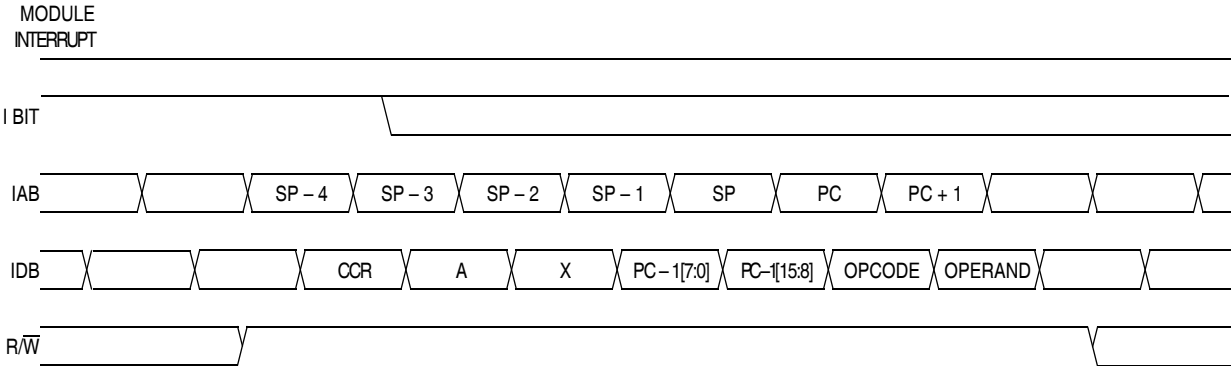 MODULE
INTERRUPT
I BIT
IAB SP – 4 SP – 3 SP – 2 SP – 1 SP PC PC + 1
IDB CCR A X PC – 1[7:0] PC–1[15:8] OPCODE OPERAND
R/W̅